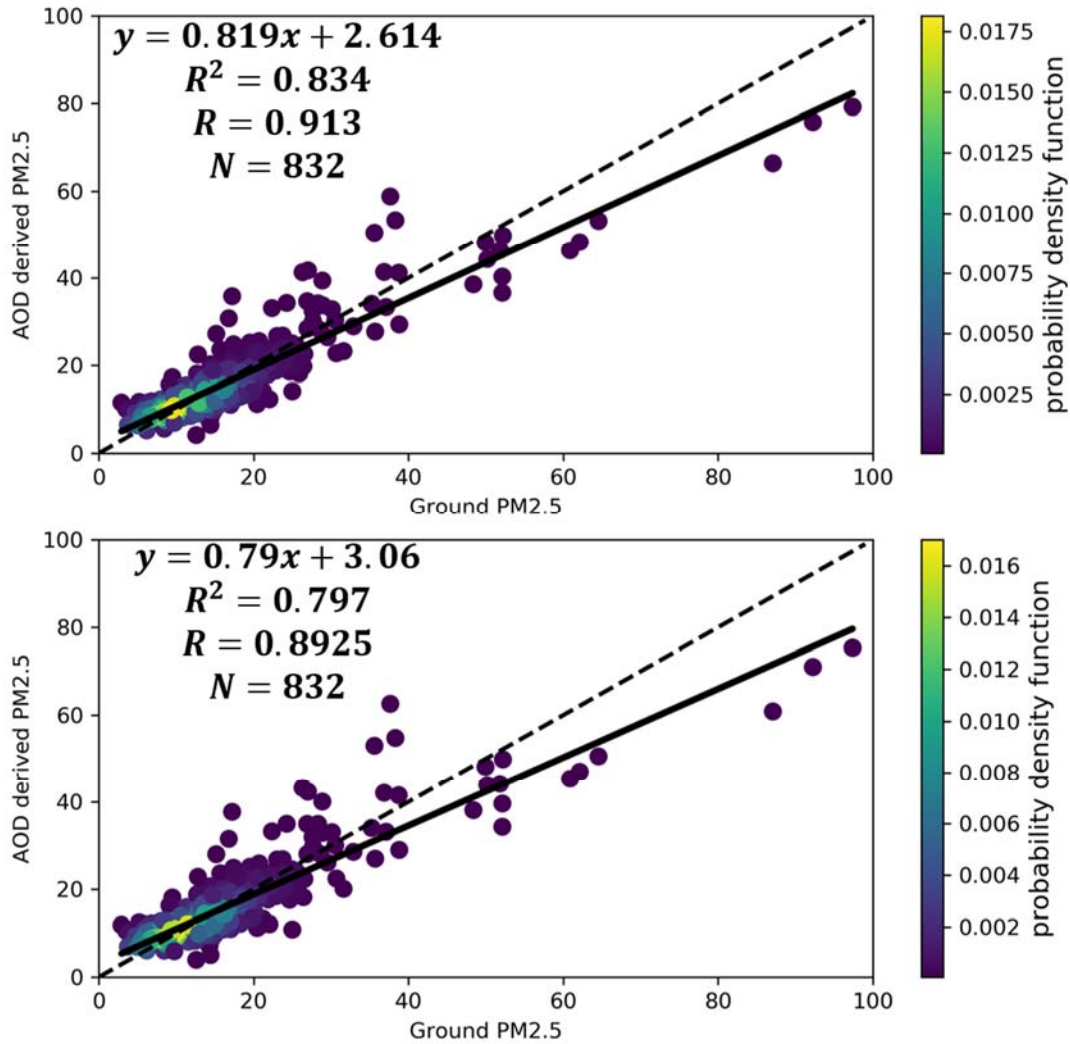 y = 0.819x + 2.614
R² = 0.834
R = 0.913
N = 832
100
80
60
40
20
0
AOD derived PM2.5
0 20 40 60 80 100
Ground PM2.5
0.0175
0.0150
0.0125
0.0100
0.0075
0.0050
0.0025
probability density function
y = 0.79x + 3.06
R² = 0.797
R = 0.8925
N = 832
100
80
60
40
20
0
AOD derived PM2.5
0 20 40 60 80 100
Ground PM2.5
0.016
0.014
0.012
0.010
0.008
0.006
0.004
0.002
probability density function